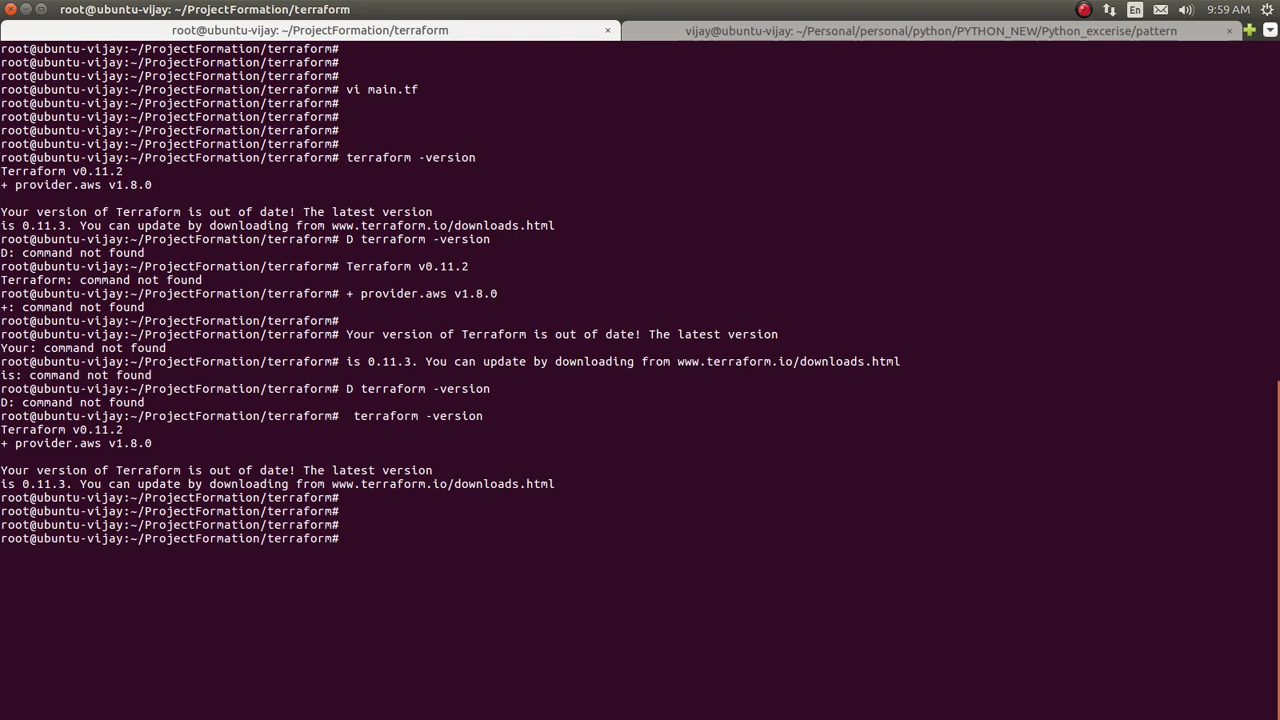 root@ubuntu-vijay: ~/ProjectFormation/terraform
En
9:59 AM
root@ubuntu-vijay: ~/ProjectFormation/terraform ×
vijay@ubuntu-vijay: ~/Personal/personal/python/PYTHON_NEW/Python_excerise/pattern ×
root@ubuntu-vijay:~/ProjectFormation/terraform#
root@ubuntu-vijay:~/ProjectFormation/terraform#
root@ubuntu-vijay:~/ProjectFormation/terraform#
root@ubuntu-vijay:~/ProjectFormation/terraform# vi main.tf
root@ubuntu-vijay:~/ProjectFormation/terraform#
root@ubuntu-vijay:~/ProjectFormation/terraform#
root@ubuntu-vijay:~/ProjectFormation/terraform#
root@ubuntu-vijay:~/ProjectFormation/terraform#
root@ubuntu-vijay:~/ProjectFormation/terraform# terraform -version
Terraform v0.11.2
+ provider.aws v1.8.0
Your version of Terraform is out of date! The latest version
is 0.11.3. You can update by downloading from www.terraform.io/downloads.html
root@ubuntu-vijay:~/ProjectFormation/terraform# D terraform -version
D: command not found
root@ubuntu-vijay:~/ProjectFormation/terraform# Terraform v0.11.2
Terraform: command not found
root@ubuntu-vijay:~/ProjectFormation/terraform# + provider.aws v1.8.0
+: command not found
root@ubuntu-vijay:~/ProjectFormation/terraform#
root@ubuntu-vijay:~/ProjectFormation/terraform# Your version of Terraform is out of date! The latest version
Your: command not found
root@ubuntu-vijay:~/ProjectFormation/terraform# is 0.11.3. You can update by downloading from www.terraform.io/downloads.html
is: command not found
root@ubuntu-vijay:~/ProjectFormation/terraform# D terraform -version
D: command not found
root@ubuntu-vijay:~/ProjectFormation/terraform#  terraform -version
Terraform v0.11.2
+ provider.aws v1.8.0
Your version of Terraform is out of date! The latest version
is 0.11.3. You can update by downloading from www.terraform.io/downloads.html
root@ubuntu-vijay:~/ProjectFormation/terraform#
root@ubuntu-vijay:~/ProjectFormation/terraform#
root@ubuntu-vijay:~/ProjectFormation/terraform#
root@ubuntu-vijay:~/ProjectFormation/terraform#